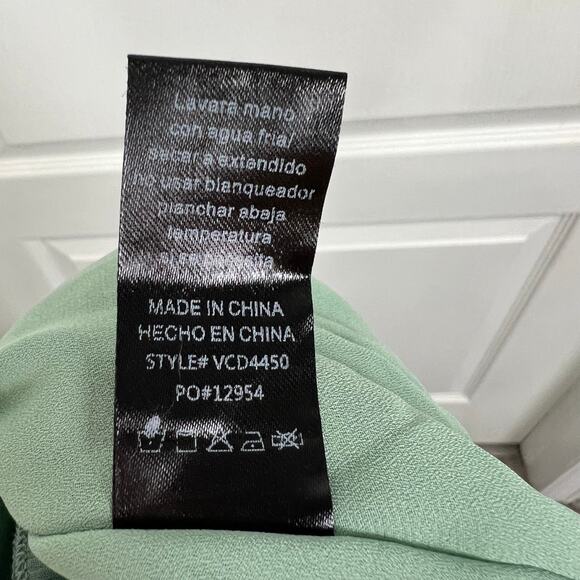 Lavara mano
con agua fria/
secar a extendido
no usar blanqueador
planchar abaja
temperatura
MADE IN CHINA
HECHO EN CHINA
STYLE# VCD4450
PO#12954